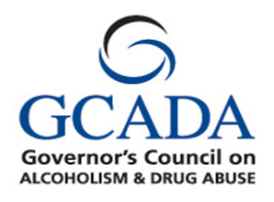 GCADA
Governor's Council on
ALCOHOLISM & DRUG ABUSE